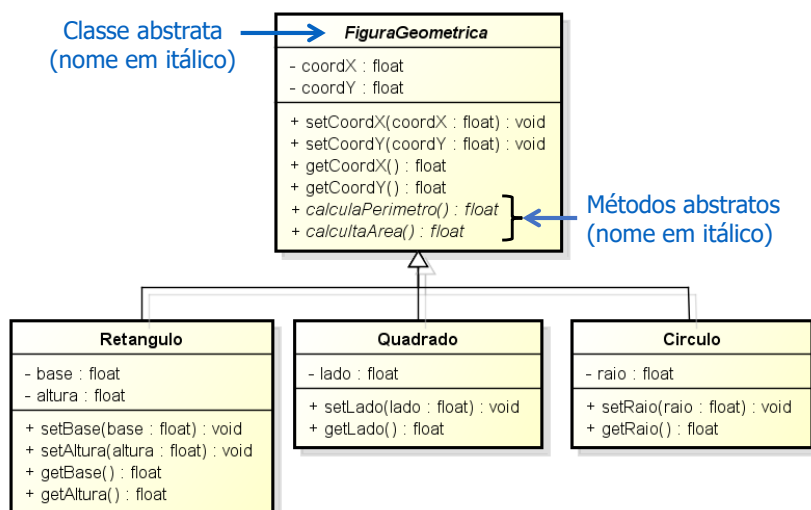 Classe abstrata
(nome em itálico)
FiguraGeometrica
- coordX : float
- coordY : float
+ setCoordX(coordX : float) : void
+ setCoordY(coordY : float) : void
+ getCoordX() : float
+ getCoordY() : float
+ calculaPerimetro() : float
+ calcultaArea() : float
Métodos abstratos
(nome em itálico)
Retangulo
- base : float
- altura : float
+ setBase(base : float) : void
+ setAltura(altura : float) : void
+ getBase() : float
+ getAltura() : float
Quadrado
- lado : float
+ setLado(lado : float) : void
+ getLado() : float
Circulo
- raio : float
+ setRaio(raio : float) : void
+ getRaio() : float